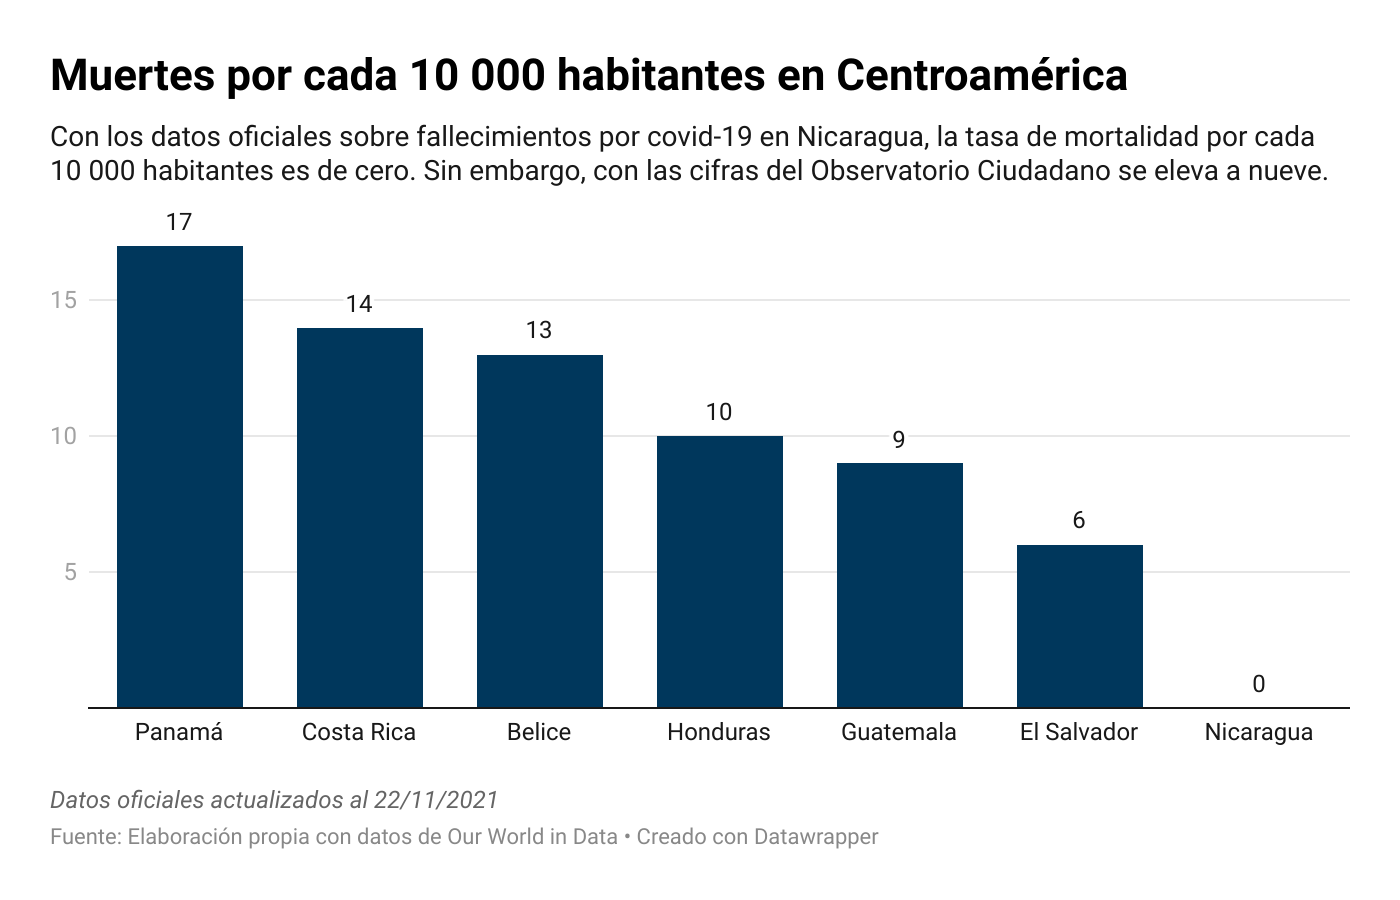 Muertes por cada 10 000 habitantes en Centroamérica
Con los datos oficiales sobre fallecimientos por covid-19 en Nicaragua, la tasa de mortalidad por cada
10 000 habitantes es de cero. Sin embargo, con las cifras del Observatorio Ciudadano se eleva a nueve.
17
15
14
13
10
10
9
6
5
0
Panamá Costa Rica Belice Honduras Guatemala El Salvador Nicaragua
Datos oficiales actualizados al 22/11/2021
Fuente: Elaboración propia con datos de Our World in Data • Creado con Datawrapper